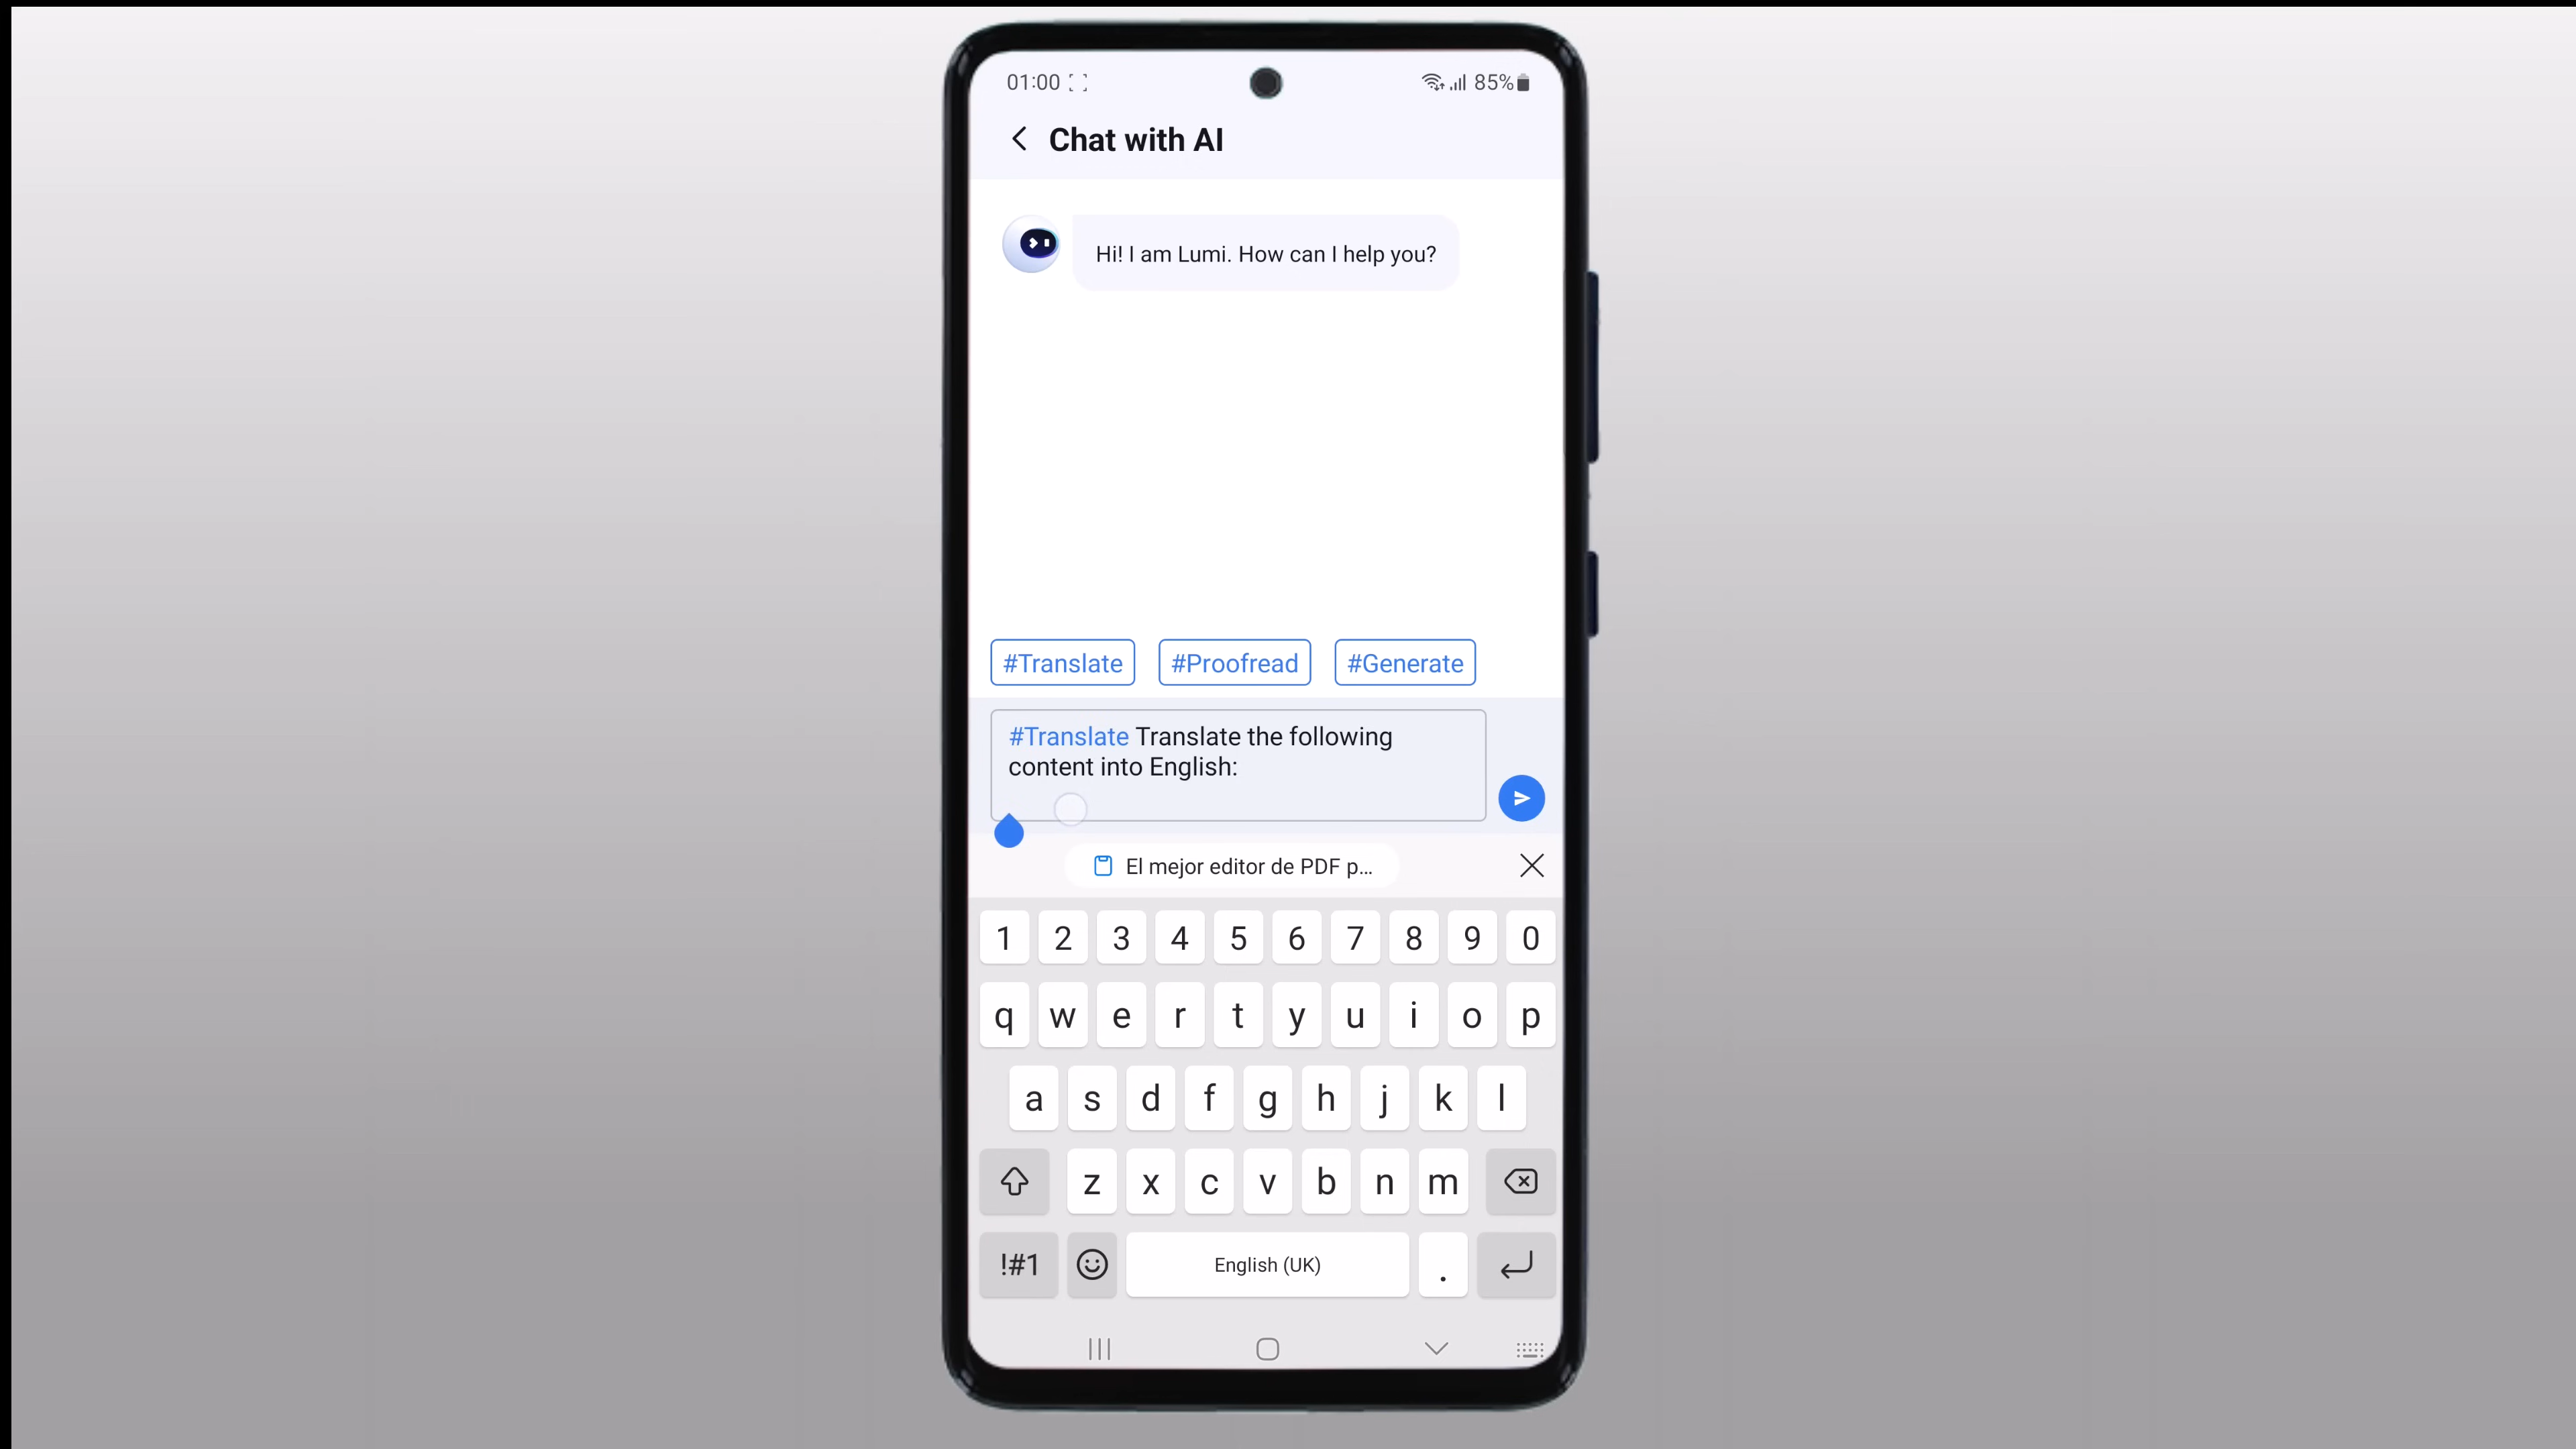 01:00
85%
Chat with AI
Hi! I am Lumi. How can I help you?
#Translate #Proofread #Generate
#Translate Translate the following
content into English:
El mejor editor de PDF p...
1 2 3 4 5 6 7 8 9 0
q w e r t y u i o p
a s d f g h j k l
z x c v b n m
!#1 English (UK) .